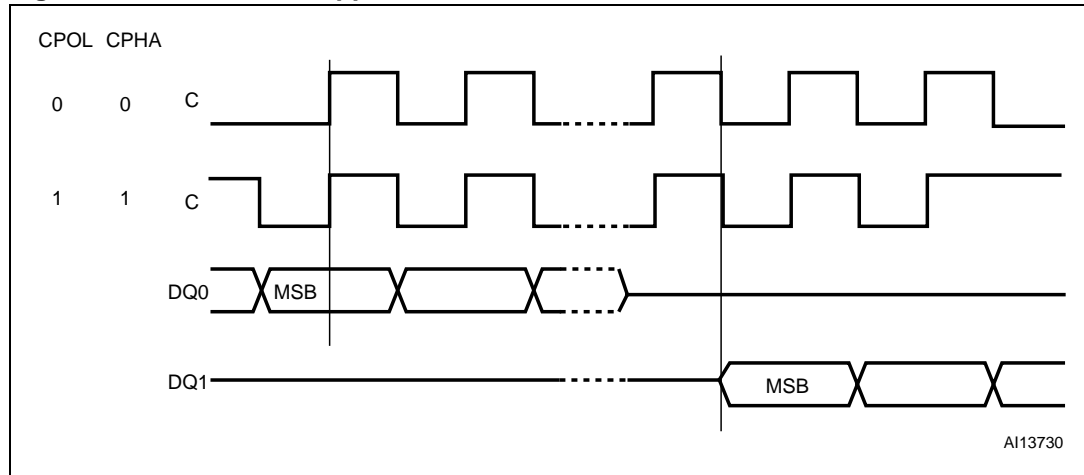 CPOL CPHA
0 0 C
1 1 C
DQ0 MSB
DQ1 MSB
AI13730